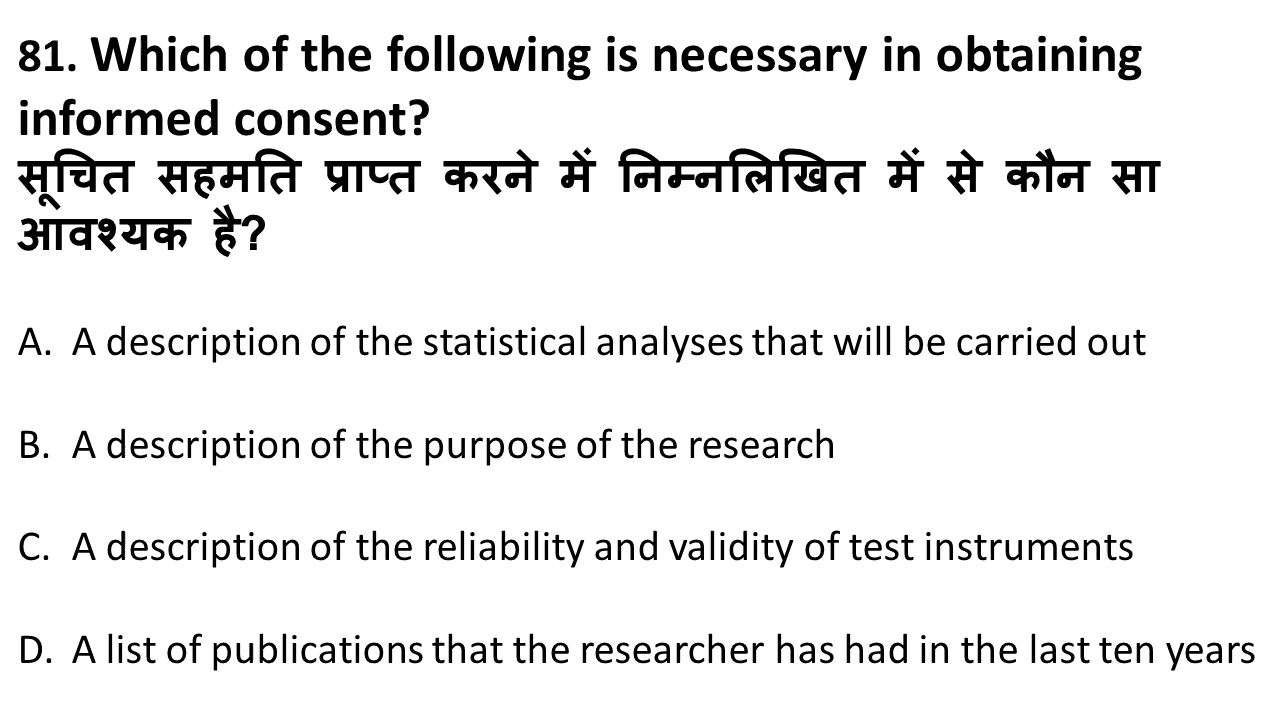 81. Which of the following is necessary in obtaining
informed consent?
सूचित सहमति प्राप्त करने में निम्नलिखित में से कौन सा
आवश्यक है?
A. A description of the statistical analyses that will be carried out
B. A description of the purpose of the research
C. A description of the reliability and validity of test instruments
D. A list of publications that the researcher has had in the last ten years